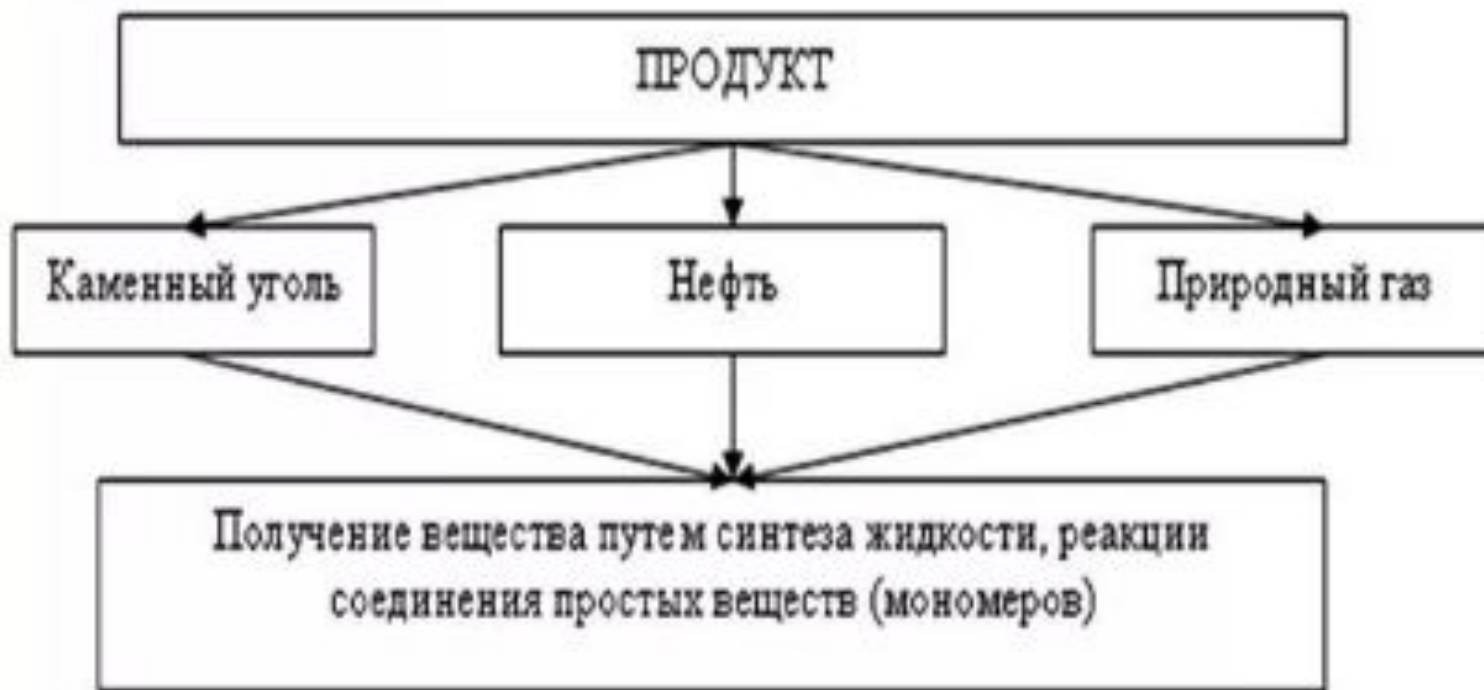 ПРОДУКТ
Каменный уголь
Нефть
Природный газ
Получение вещества путем синтеза жидкости, реакции
соединения простых веществ (мономеров)